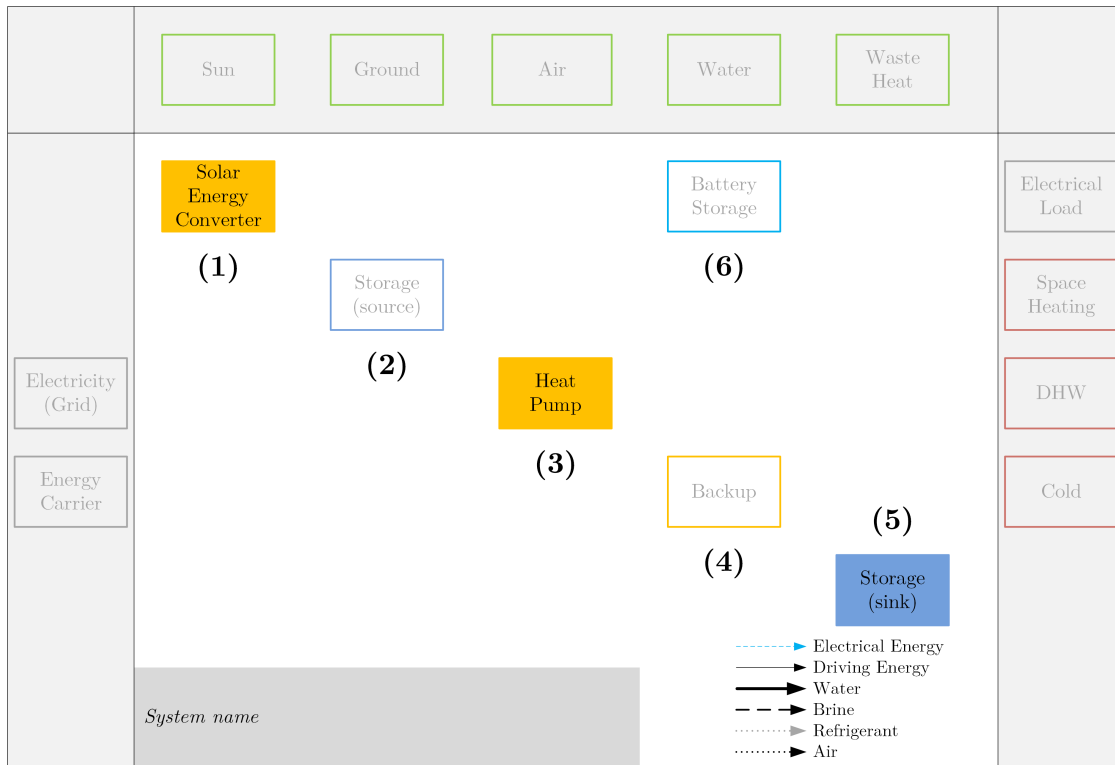 Sun
Ground
Air
Water
Waste
Heat
Solar
Energy
Converter
(1)
Battery
Storage
(6)
Electrical
Load
Storage
(source)
(2)
Space
Heating
Electricity
(Grid)
Heat
Pump
(3)
DHW
Energy
Carrier
Backup
(4)
(5)
Cold
Storage
(sink)
Electrical Energy
Driving Energy
Water
Brine
Refrigerant
Air
System name